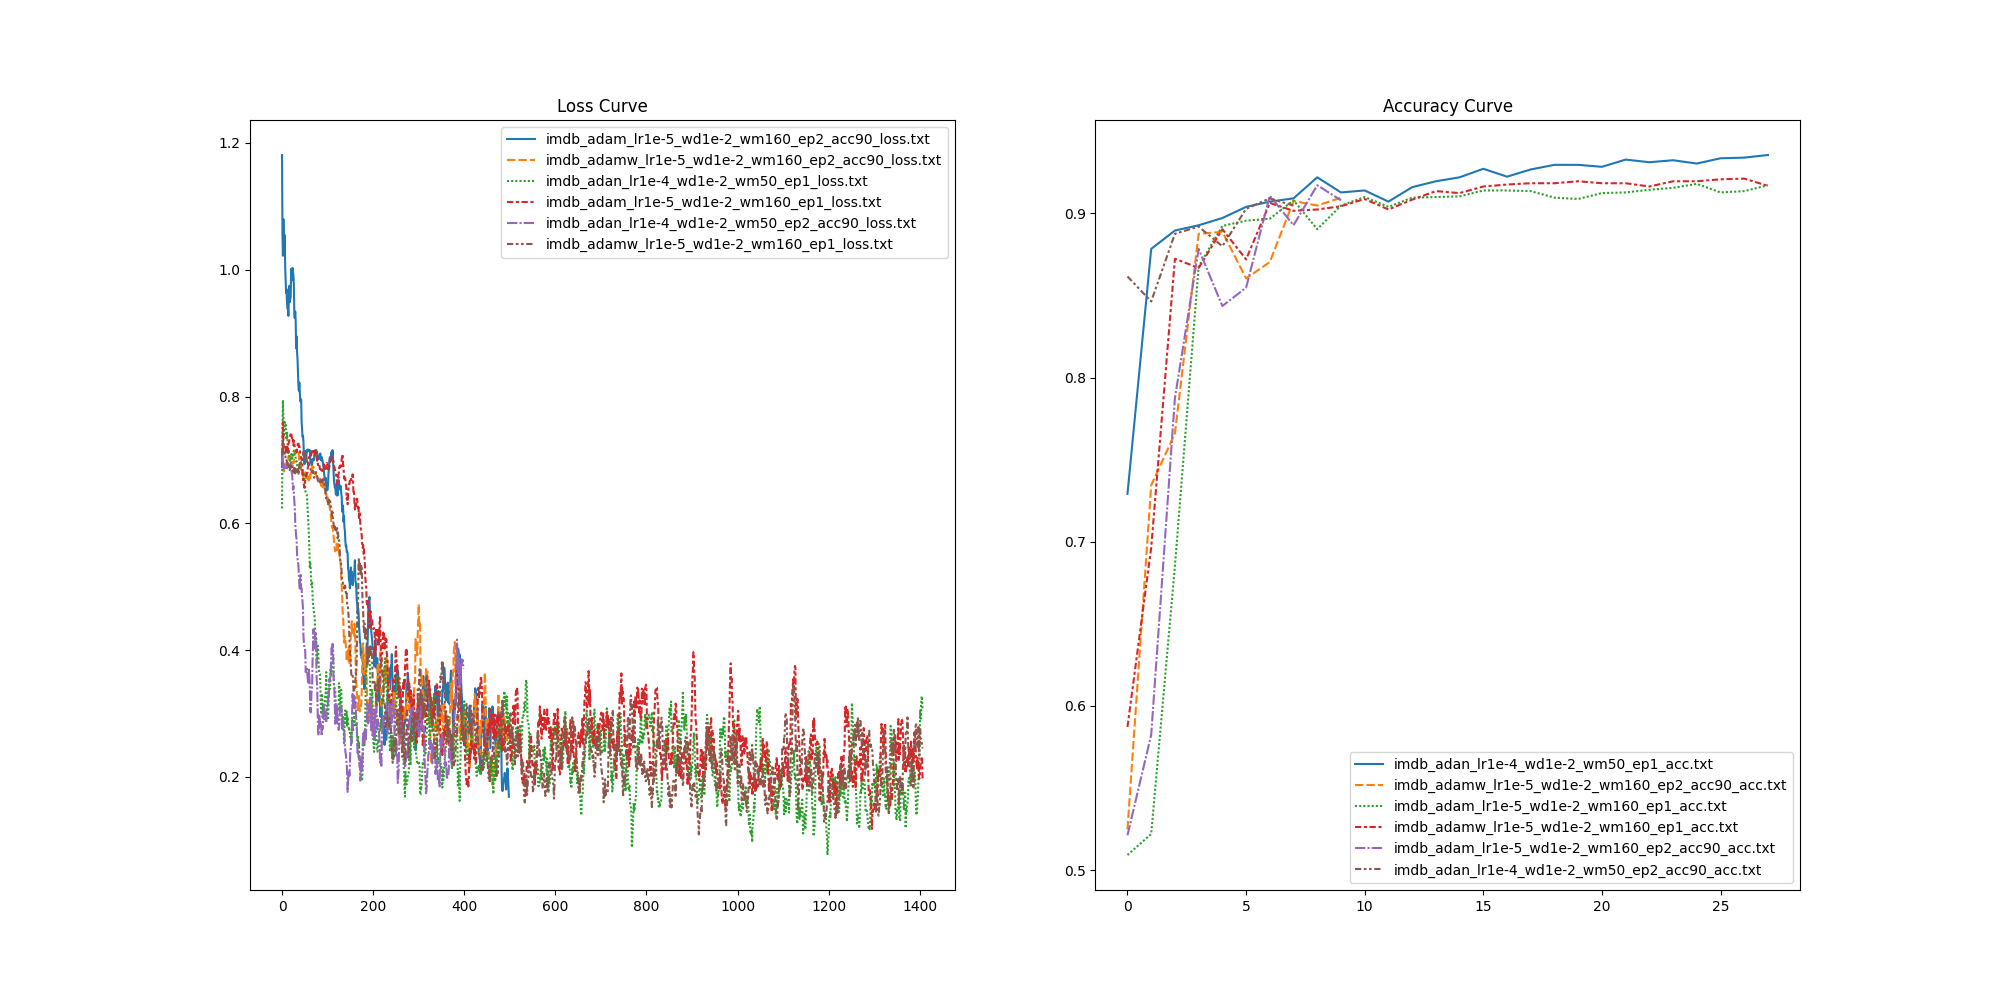 Loss Curve
1.2
1.0
0.8
0.6
0.4
0.2
0 200 400 600 800 1000 1200 1400
imdb_adam_lr1e-5_wd1e-2_wm160_ep2_acc90_loss.txt
imdb_adamw_lr1e-5_wd1e-2_wm160_ep2_acc90_loss.txt
imdb_adan_lr1e-4_wd1e-2_wm50_ep1_loss.txt
imdb_adam_lr1e-5_wd1e-2_wm160_ep1_loss.txt
imdb_adan_lr1e-4_wd1e-2_wm50_ep2_acc90_loss.txt
imdb_adamw_lr1e-5_wd1e-2_wm160_ep1_loss.txt
Accuracy Curve
0.9
0.8
0.7
0.6
0.5
0 5 10 15 20 25
imdb_adan_lr1e-4_wd1e-2_wm50_ep1_acc.txt
imdb_adamw_lr1e-5_wd1e-2_wm160_ep2_acc90_acc.txt
imdb_adam_lr1e-5_wd1e-2_wm160_ep1_acc.txt
imdb_adamw_lr1e-5_wd1e-2_wm160_ep1_acc.txt
imdb_adam_lr1e-5_wd1e-2_wm160_ep2_acc90_acc.txt
imdb_adan_lr1e-4_wd1e-2_wm50_ep2_acc90_acc.txt